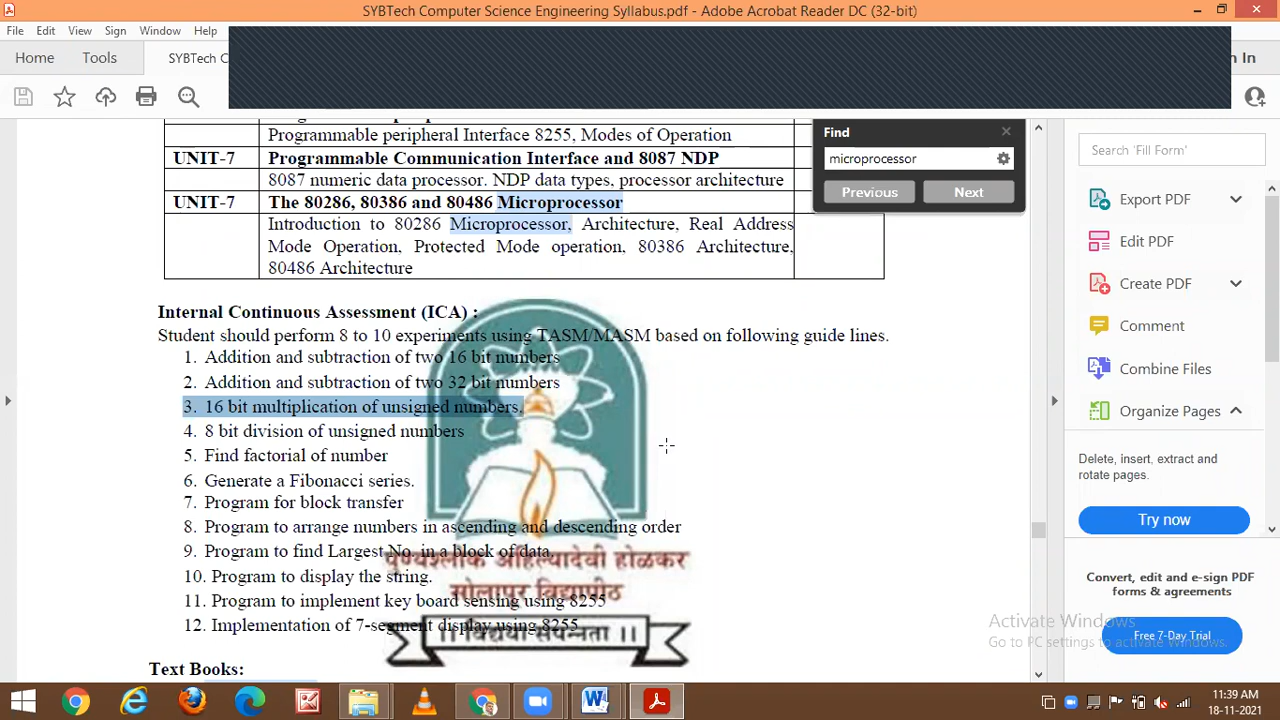 SYBTech Computer Science Engineering Syllabus.pdf - Adobe Acrobat Reader DC (32-bit)
File Edit View Sign Window Help
Home Tools SYBTech C In
Find
microprocessor
Previous Next
Programmable peripheral Interface 8255, Modes of Operation
UNIT-7 Programmable Communication Interface and 8087 NDP
8087 numeric data processor. NDP data types, processor architecture
UNIT-7 The 80286, 80386 and 80486 Microprocessor
Introduction to 80286 Microprocessor, Architecture, Real Address
Mode Operation, Protected Mode operation, 80386 Architecture,
80486 Architecture
Internal Continuous Assessment (ICA) :
Student should perform 8 to 10 experiments using TASM/MASM based on following guide lines.
1. Addition and subtraction of two 16 bit numbers
2. Addition and subtraction of two 32 bit numbers
3. 16 bit multiplication of unsigned numbers.
4. 8 bit division of unsigned numbers
5. Find factorial of number
6. Generate a Fibonacci series.
7. Program for block transfer
8. Program to arrange numbers in ascending and descending order
9. Program to find Largest No. in a block of data.
पुण्यश्लोक अहिल्यादेवी होळकर
10. Program to display the string.
सोलापूर विद्यापीठ
11. Program to implement key board sensing using 8255
12. Implementation of 7-segment display using 8255
।। विद्यया संपन्नता ।।
Text Books:
Search 'Fill Form'
Export PDF
Edit PDF
Create PDF
Comment
Combine Files
Organize Pages
Delete, insert, extract and
rotate pages.
Try now
Convert, edit and e-sign PDF
forms & agreements
Free 7-Day Trial
Activate Windows
Go to PC settings to activate Windows.
11:39 AM
18-11-2021